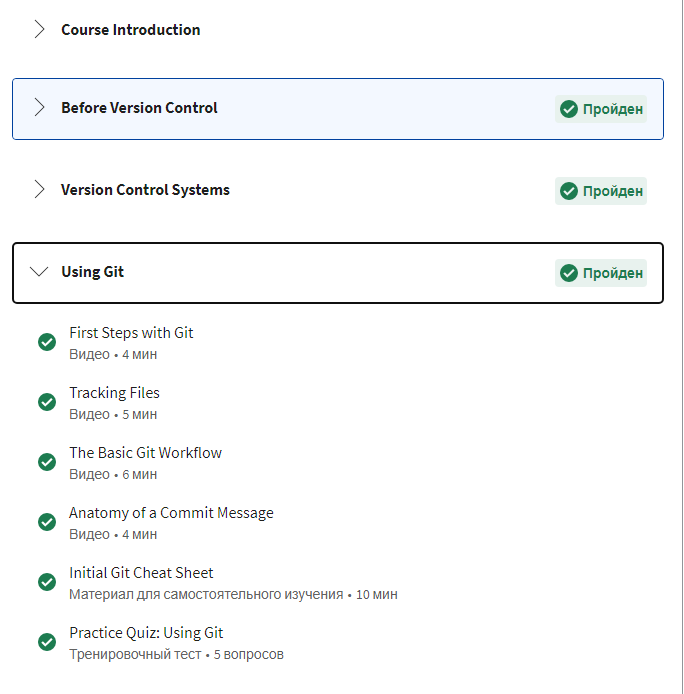 Course Introduction
Before Version Control
Пройден
Version Control Systems
Пройден
Using Git
Пройден
First Steps with Git
Видео • 4 мин
Tracking Files
Видео • 5 мин
The Basic Git Workflow
Видео • 6 мин
Anatomy of a Commit Message
Видео • 4 мин
Initial Git Cheat Sheet
Материал для самостоятельного изучения • 10 мин
Practice Quiz: Using Git
Тренировочный тест • 5 вопросов